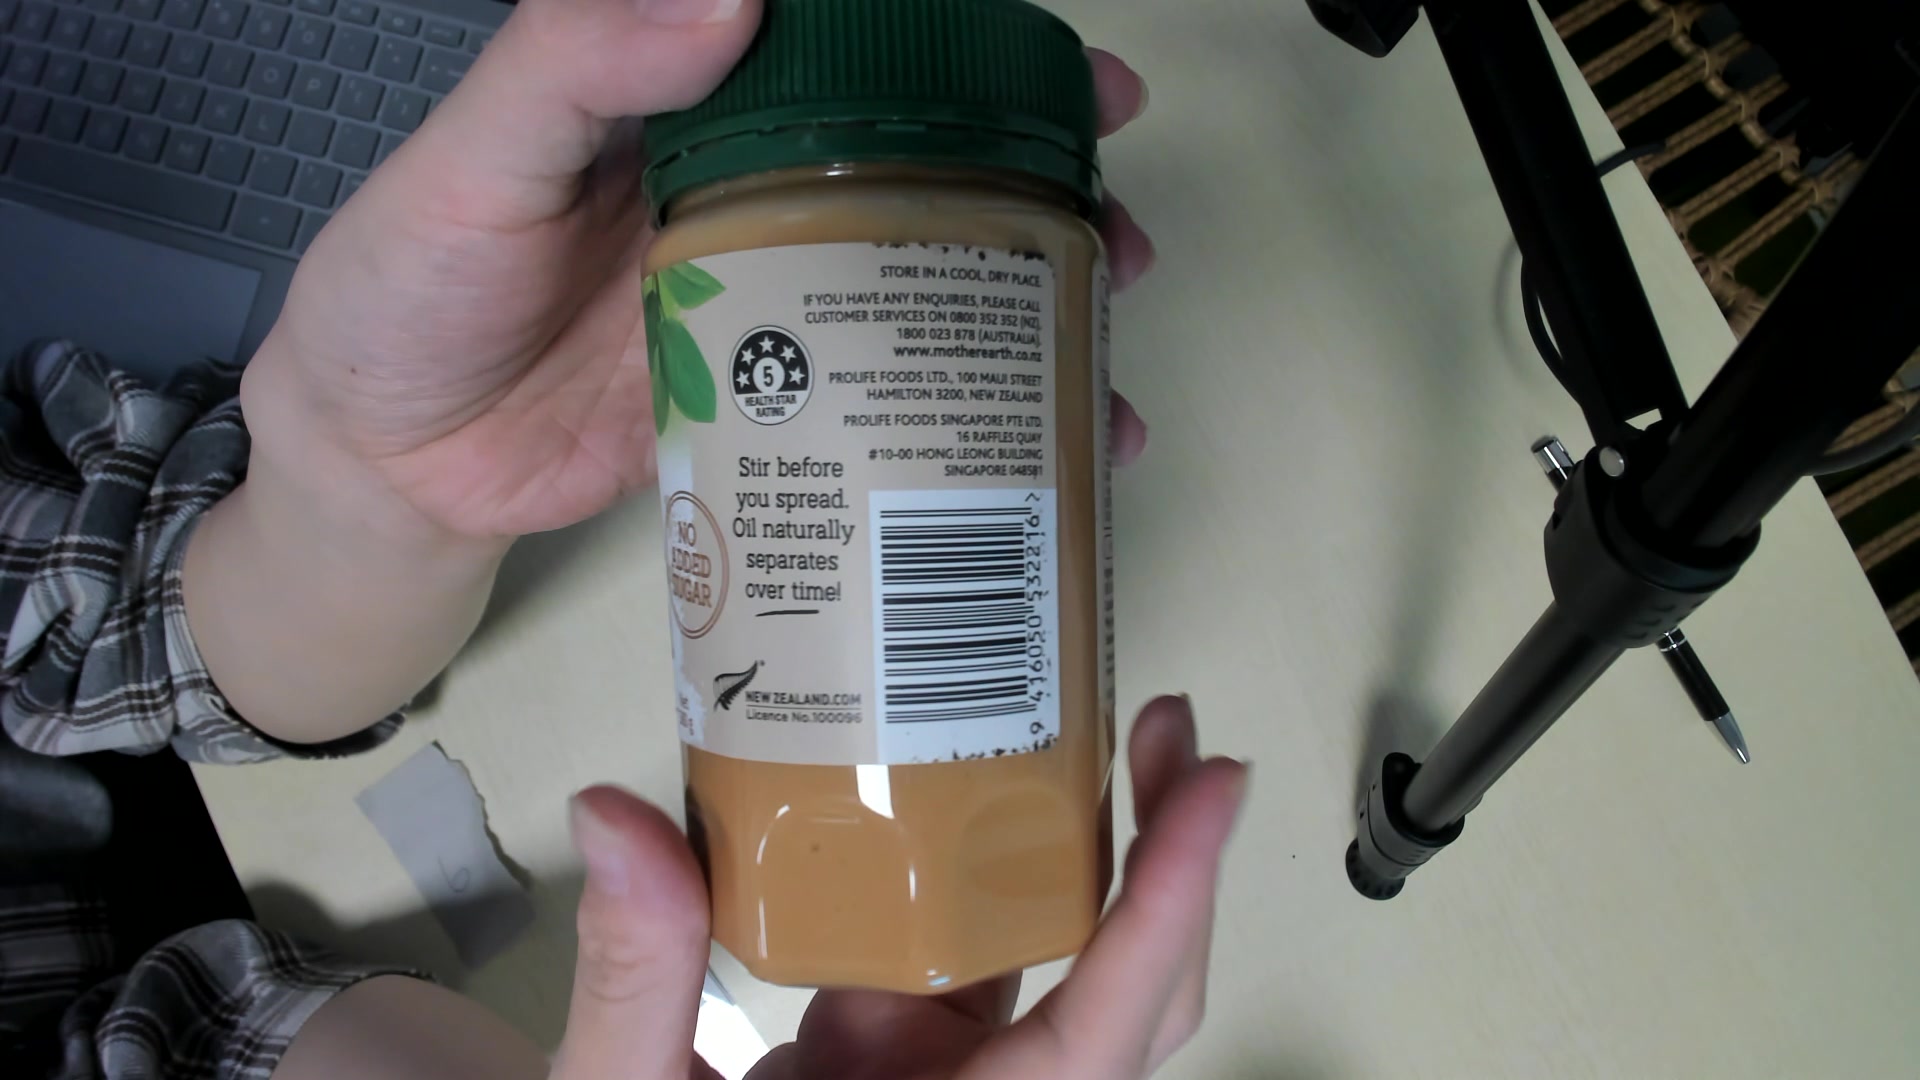 STORE IN A COOL, DRY PLACE.
IF YOU HAVE ANY ENQUIRIES, PLEASE CALL
CUSTOMER SERVICES ON 0800 352 352 (NZ),
1800 023 878 (AUSTRALIA).
www.motherearth.co.nz
PROLIFE FOODS LTD., 100 MAUI STREET
HAMILTON 3200, NEW ZEALAND
PROLIFE FOODS SINGAPORE PTE LTD.
16 RAFFLES QUAY
#10-00 HONG LEONG BUILDING
SINGAPORE 048581
5
HEALTH STAR
RATING
Stir before
you spread.
Oil naturally
separates
over time!
NO
ADDED
SUGAR
NEWZEALAND.COM
Licence No.100096
9 416050 532216
Net
6